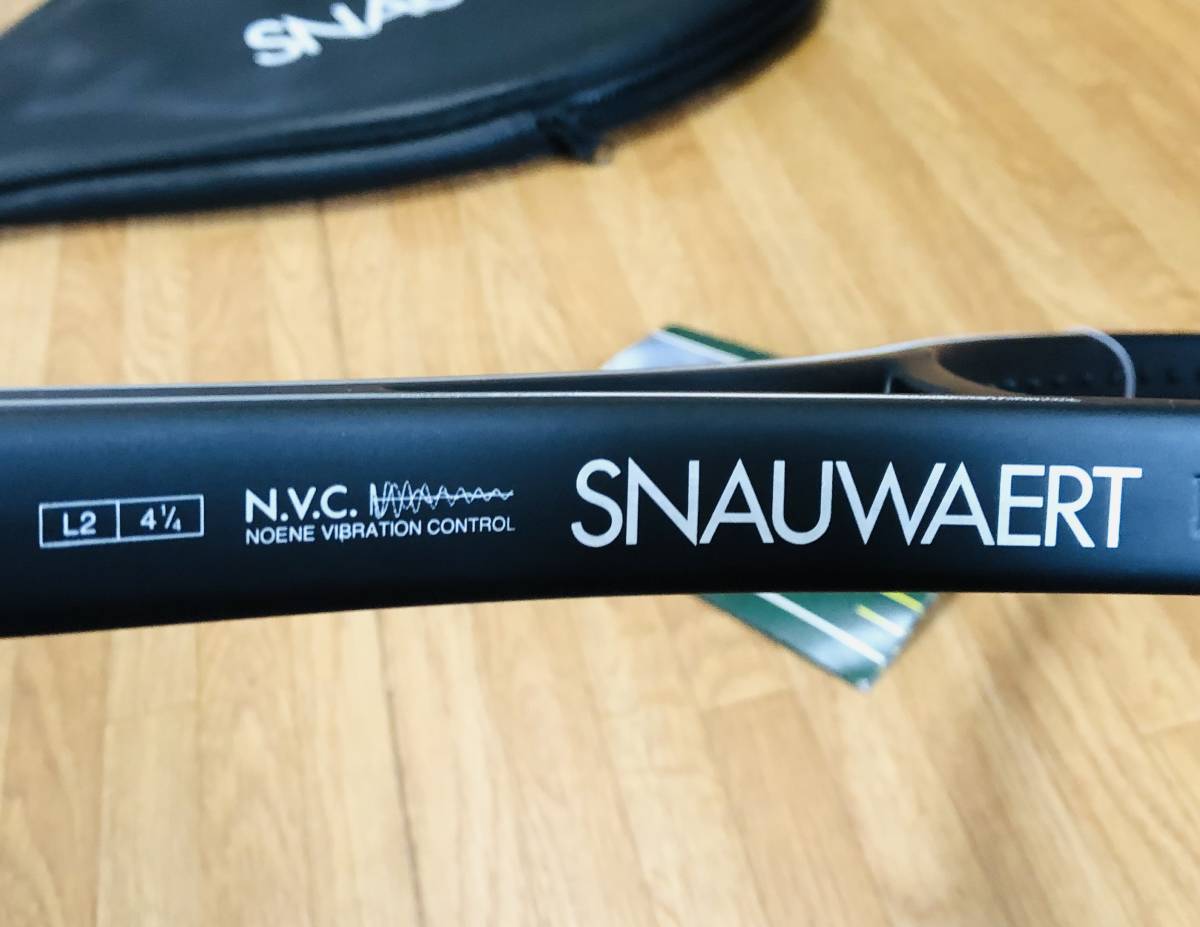 SNAU
L2 4¼
N.V.C.
NOENE VIBRATION CONTROL
SNAUWAERT